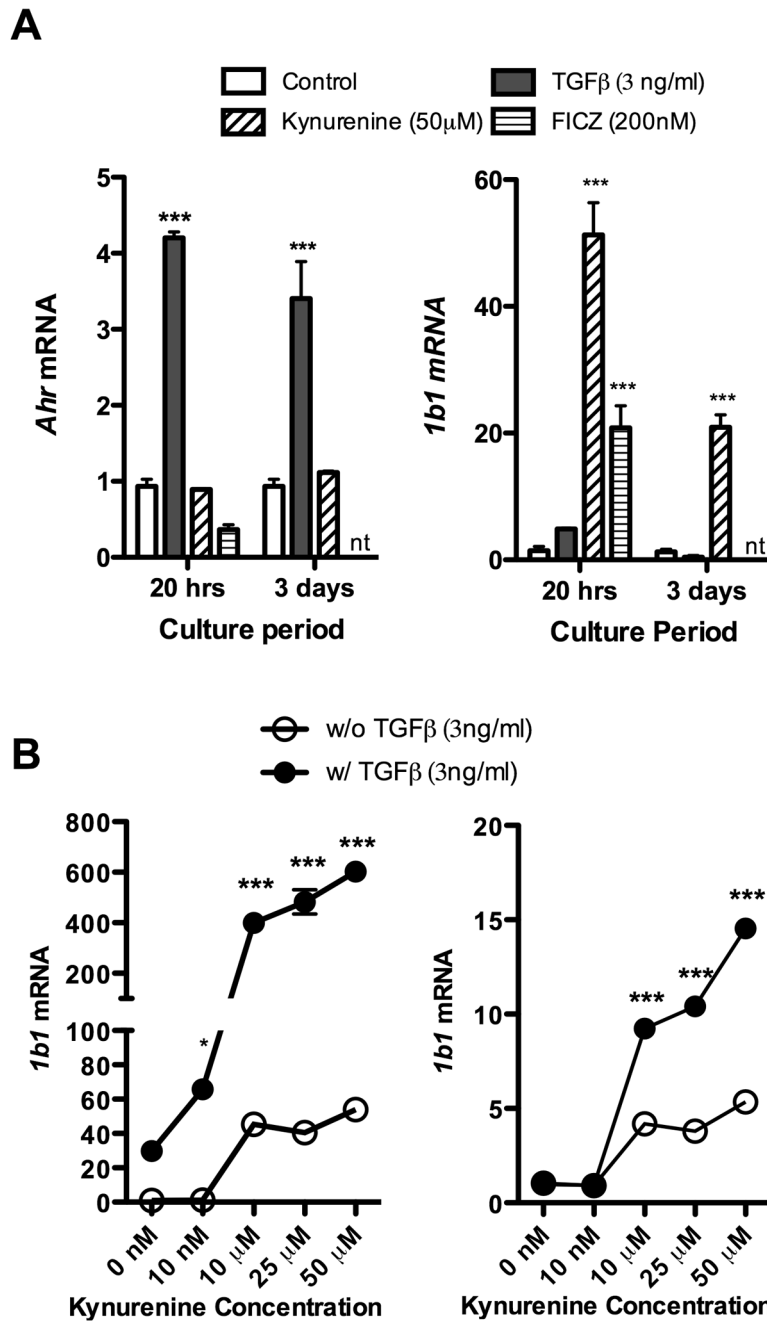 A
Control
TGFβ (3 ng/ml)
Kynurenine (50μM)
FICZ (200nM)
5
4
3
2
1
0
Ahr mRNA
***
***
nt
20 hrs
3 days
Culture period
60
40
20
0
1b1 mRNA
***
***
***
nt
20 hrs
3 days
Culture Period
B
w/o TGFβ (3ng/ml)
w/ TGFβ (3ng/ml)
800
600
400
200
100
80
60
40
20
0
1b1 mRNA
*
***
***
***
0 nM
10 nM
10 μM
25 μM
50 μM
Kynurenine Concentration
20
15
10
5
0
1b1 mRNA
***
***
***
0 nM
10 nM
10 μM
25 μM
50 μM
Kynurenine Concentration